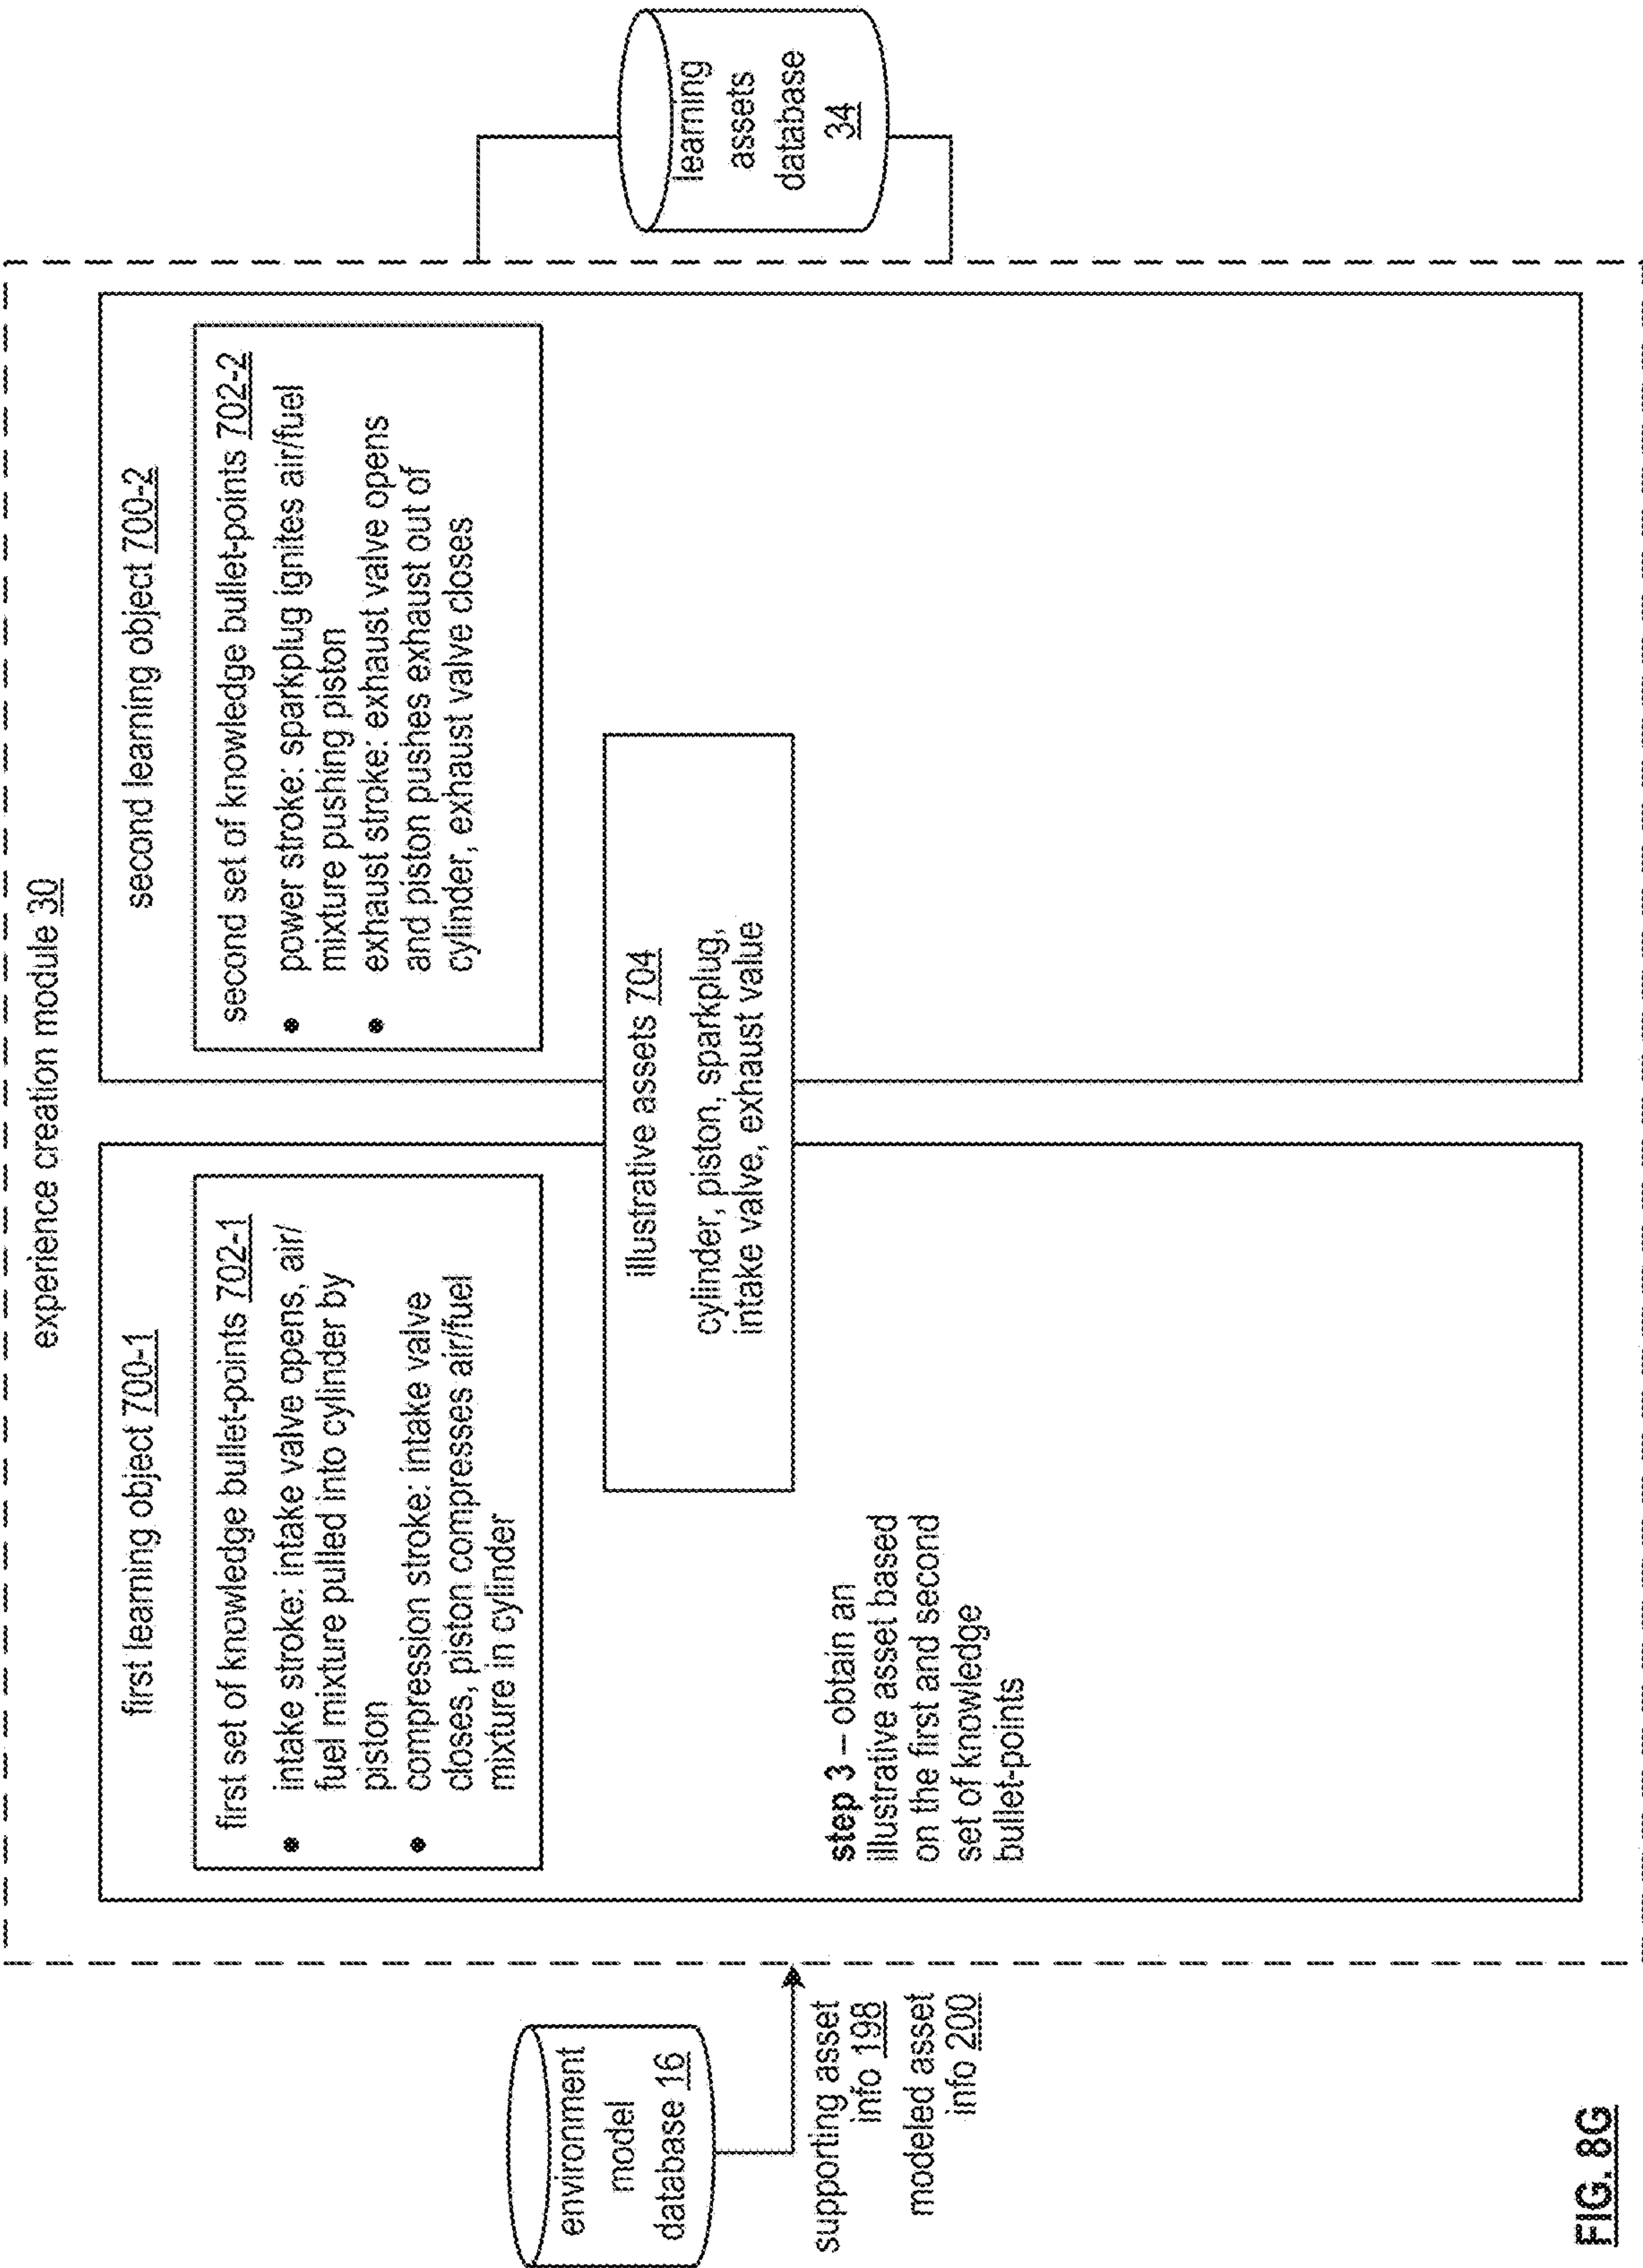 experience creation module 30
first learning object 700-1
first set of knowledge bullet-points 702-1
• intake stroke: intake valve opens, air/
fuel mixture pulled into cylinder by
piston
• compression stroke: intake valve
closes, piston compresses air/fuel
mixture in cylinder
second learning object 700-2
second set of knowledge bullet-points 702-2
• power stroke: sparkplug ignites air/fuel
mixture pushing piston
• exhaust stroke: exhaust valve opens
and piston pushes exhaust out of
cylinder, exhaust valve closes
illustrative assets 704
cylinder, piston, sparkplug,
intake valve, exhaust value
step 3 – obtain an
illustrative asset based
on the first and second
set of knowledge
bullet-points
environment
model
database 16
supporting asset
info 198
modeled asset
info 200
learning
assets
database
34
FIG. 8G